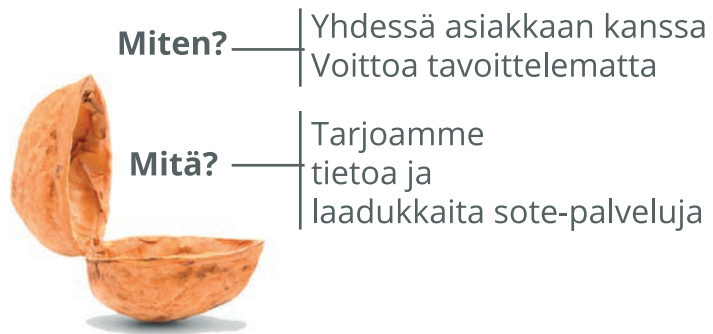 Miten?
Yhdessä asiakkaan kanssa
Voittoa tavoittelematta
Mitä?
Tarjoamme
tietoa ja
laadukkaita sote-palveluja